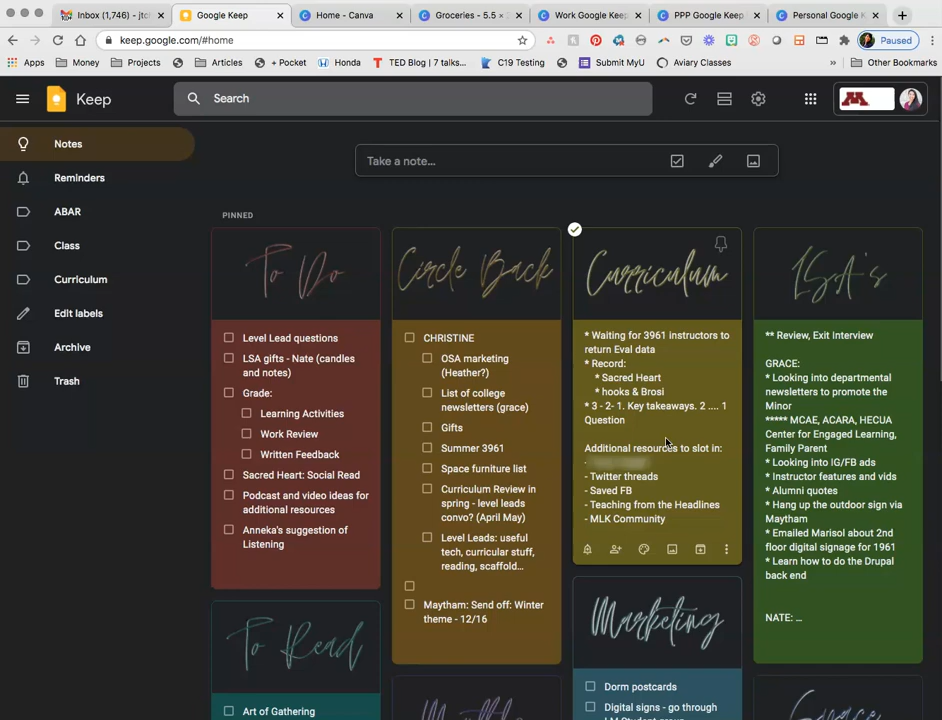 Inbox (1,746) - jtc
Google Keep
Home - Canva
Groceries - 5.5 ×
Work Google Keep
PPP Google Keep
Personal Google K
keep.google.com/#home
Paused
Apps
Money
Projects
Articles
+ Pocket
Honda
TED Blog | 7 talks...
C19 Testing
Submit MyU
Aviary Classes
»
Other Bookmarks
Keep
Search
M
Notes
Reminders
ABAR
Class
Curriculum
Edit labels
Archive
Trash
Take a note...
PINNED
To Do
Level Lead questions
LSA gifts - Nate (candles
and notes)
Grade:
Learning Activities
Work Review
Written Feedback
Sacred Heart: Social Read
Podcast and video ideas for
additional resources
Anneka's suggestion of
Listening
To Read
Art of Gathering
Circle Back
CHRISTINE
OSA marketing
(Heather?)
List of college
newsletters (grace)
Gifts
Summer 3961
Space furniture list
Curriculum Review in
spring - level leads
convo? (April May)
Level Leads: useful
tech, curricular stuff,
reading, scaffold...
Maytham: Send off: Winter
theme - 12/16
Curriculum
* Waiting for 3961 instructors to
return Eval data
* Record:
* Sacred Heart
* hooks & Brosi
* 3 - 2- 1. Key takeaways. 2 .... 1
Question
Additional resources to slot in:
-
- Twitter threads
- Saved FB
- Teaching from the Headlines
- MLK Community
Marketing
Dorm postcards
Digital signs - go through
LSA's
** Review, Exit Interview
GRACE:
* Looking into departmental
newsletters to promote the
Minor
***** MCAE, ACARA, HECUA
Center for Engaged Learning,
Family Parent
* Looking into IG/FB ads
* Instructor features and vids
* Alumni quotes
* Hang up the outdoor sign via
Maytham
* Emailed Marisol about 2nd
floor digital signage for 1961
* Learn how to do the Drupal
back end
NATE: ...